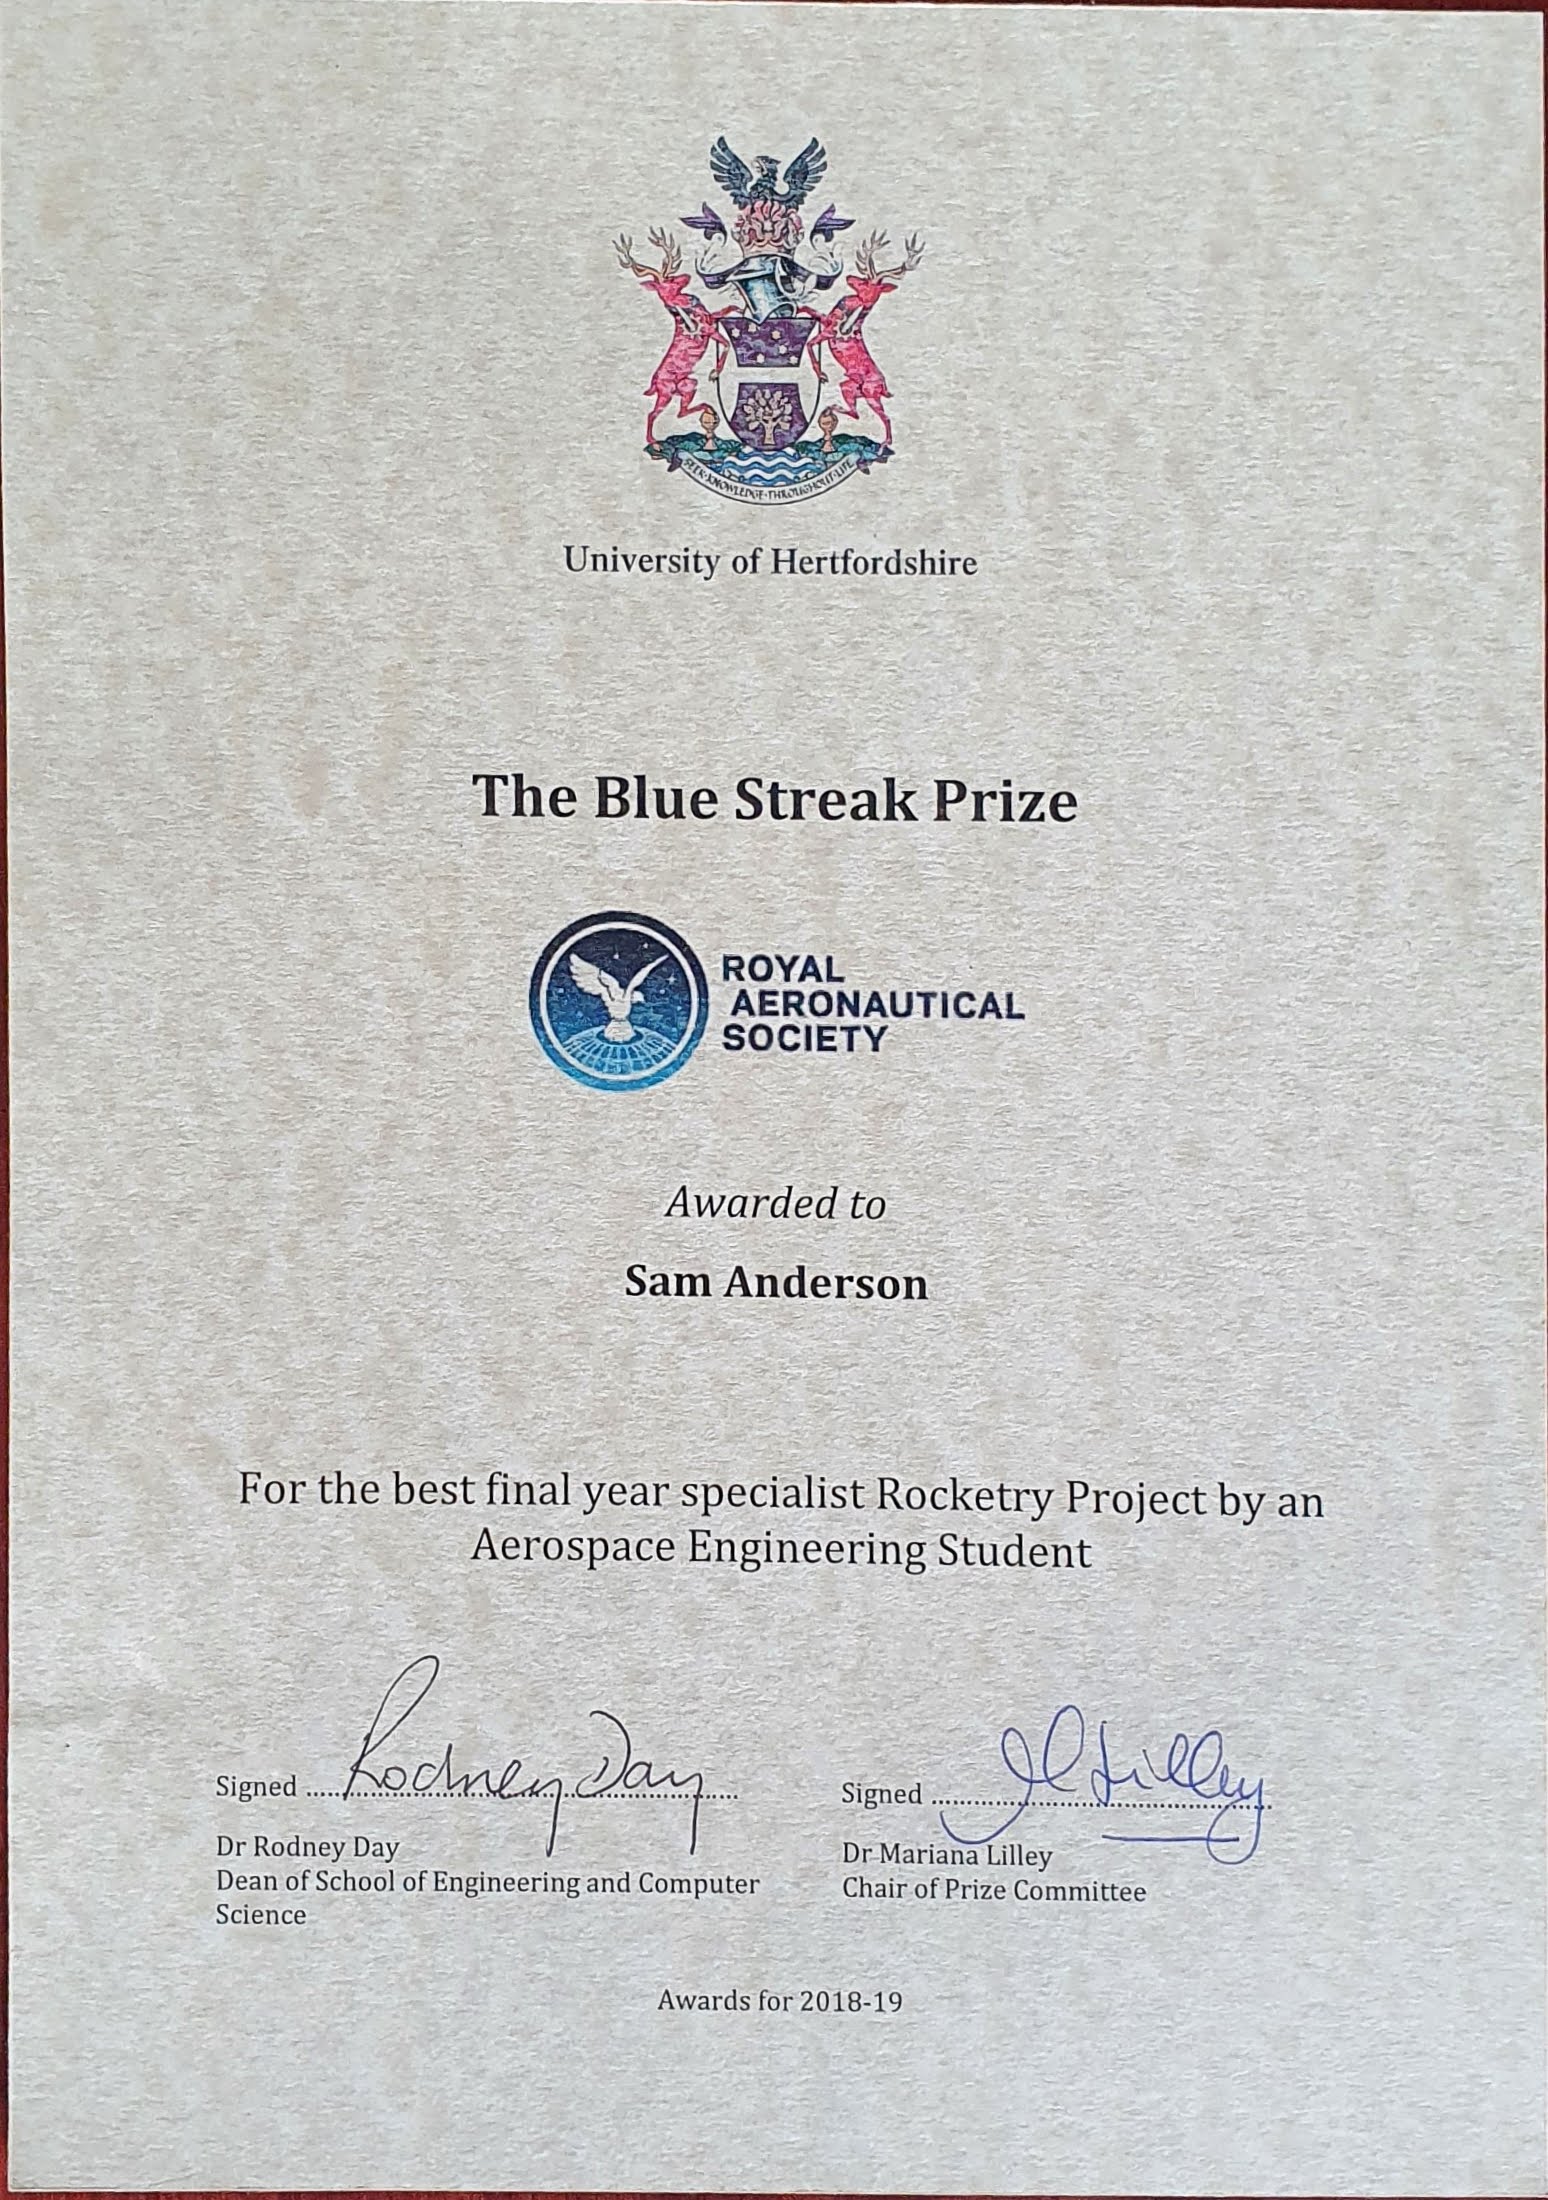 SEEK·KNOWLEDGE·THROUGHOUT·LIFE
University of Hertfordshire
The Blue Streak Prize
ROYAL
AERONAUTICAL
SOCIETY
Awarded to
Sam Anderson
For the best final year specialist Rocketry Project by an
Aerospace Engineering Student
Signed ........ Rodney Day ........
Dr Rodney Day
Dean of School of Engineering and Computer
Science
Signed ........ Lilley ........
Dr Mariana Lilley
Chair of Prize Committee
Awards for 2018-19